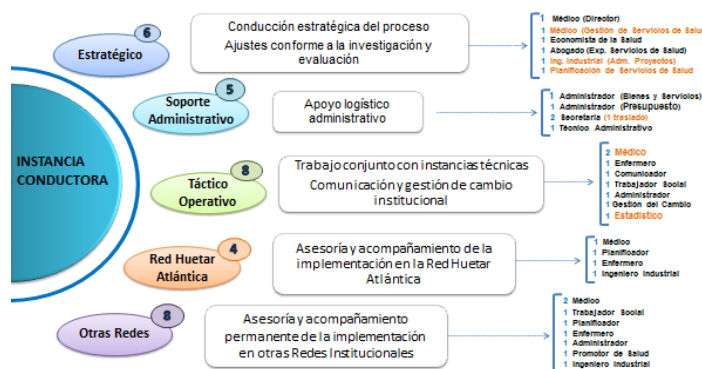 INSTANCIA
CONDUCTORA
6
Estratégico
Conducción estratégica del proceso
Ajustes conforme a la investigación y
evaluación
1 Médico (Director)
1 Médico (Gestión de Servicios de Salu
1 Economista de la Salud
1 Abogado (Exp. Servicios de Salud)
1 Ing. Industrial (Adm. Proyectos)
1 Planificación de Servicios de Salud
5
Soporte
Administrativo
Apoyo logístico
administrativo
1 Administrador (Bienes y Servicios)
1 Administrador (Presupuesto)
2 Secretaria (1 traslado)
1 Técnico Administrativo
8
Táctico
Operativo
Trabajo conjunto con instancias técnicas
Comunicación y gestión de cambio
institucional
2 Médico
1 Enfermero
1 Comunicador
1 Trabajador Social
1 Administrador
1 Gestión del Cambio
1 Estadístico
4
Red Huetar
Atlántica
Asesoría y acompañamiento de la
implementación en la Red Huetar
Atlántica
1 Médico
1 Planificador
1 Enfermero
1 Ingeniero Industrial
8
Otras Redes
Asesoría y acompañamiento
permanente de la implementación
en otras Redes Institucionales
2 Médico
1 Trabajador Social
1 Planificador
1 Enfermero
1 Administrador
1 Promotor de Salud
1 Ingeniero Industrial